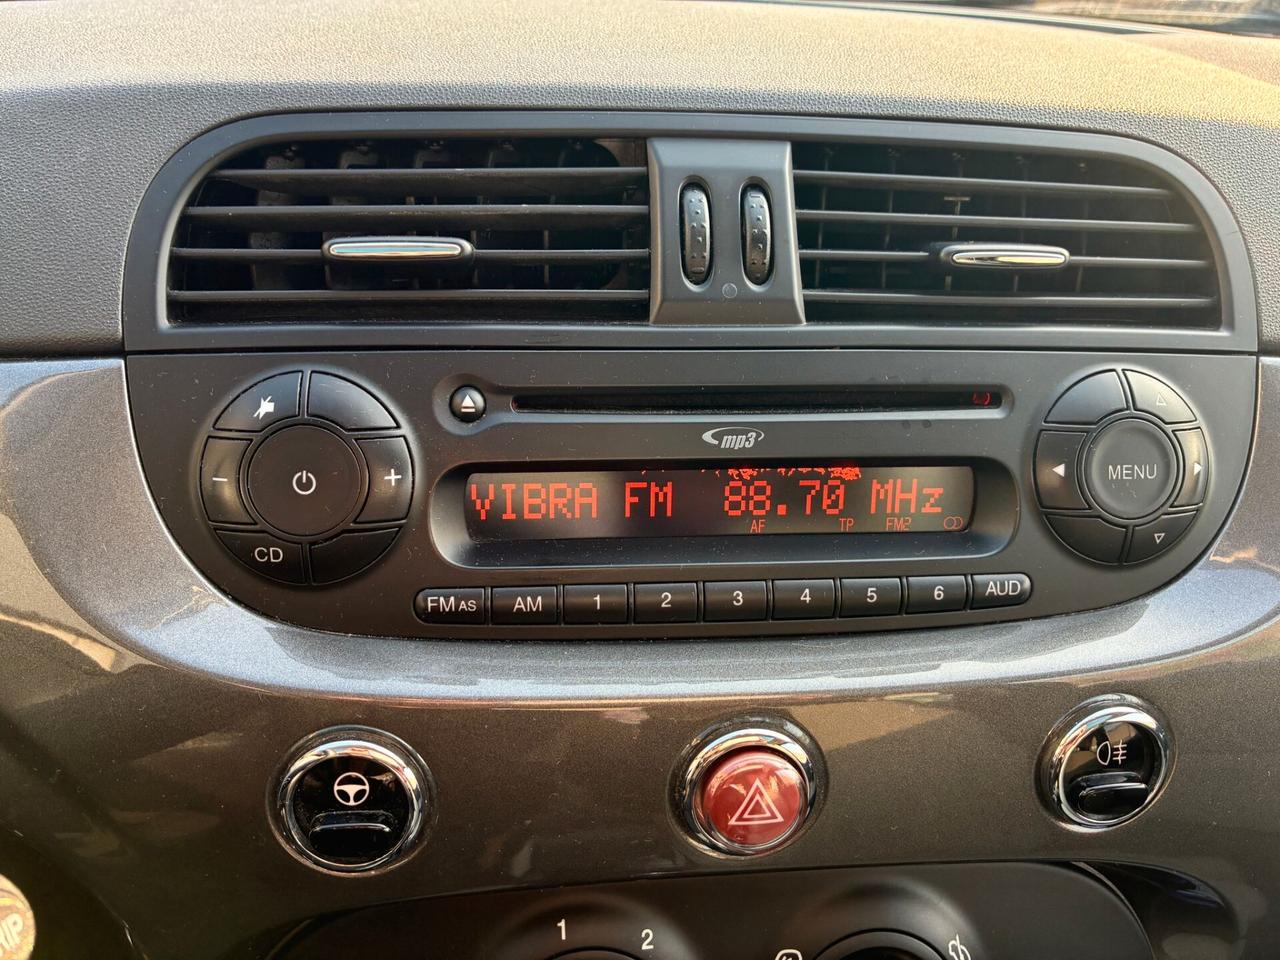 mp3
VIBRA FM 88.70 MHz
AF TP FM2
MENU
CD
FM AS AM 1 2 3 4 5 6 AUD
1 2